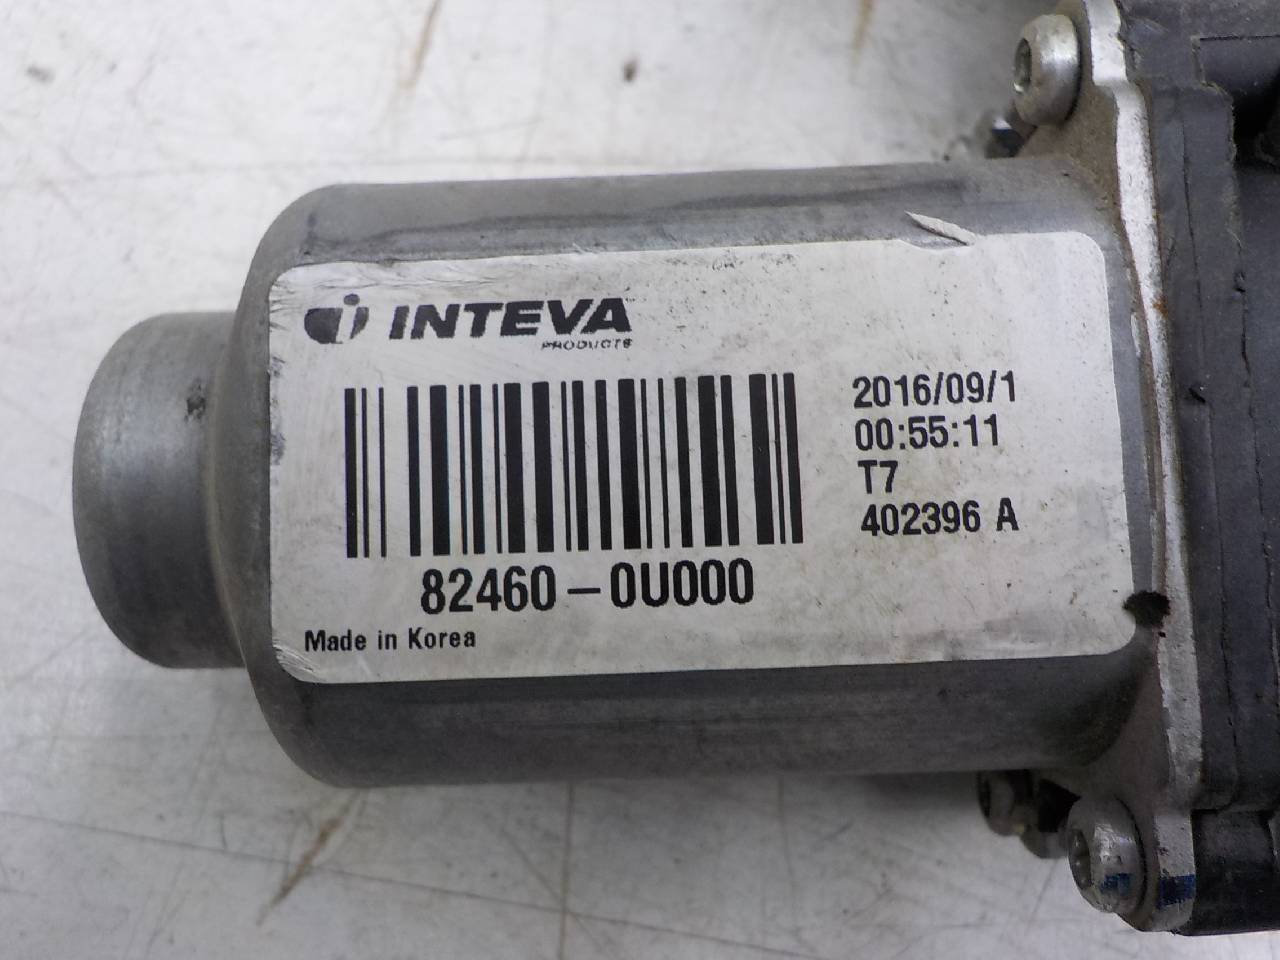 INTEVA
PRODUCTS
2016/09/1
00:55:11
T7
402396 A
82460-0U000
Made in Korea